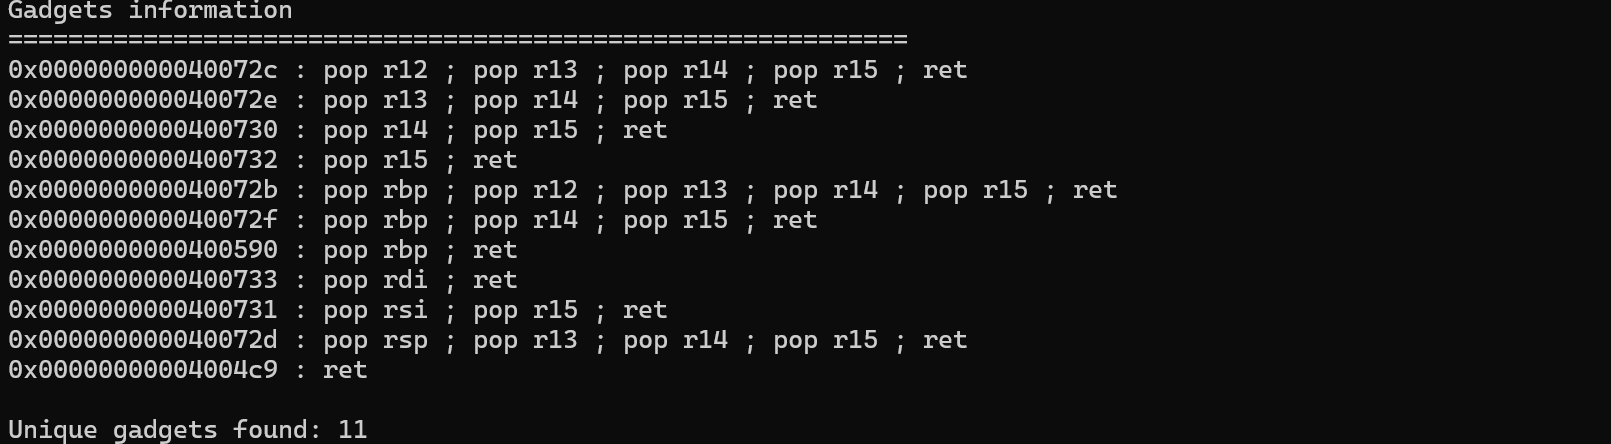 Gadgets information
============================================================
0x000000000040072c : pop r12 ; pop r13 ; pop r14 ; pop r15 ; ret
0x000000000040072e : pop r13 ; pop r14 ; pop r15 ; ret
0x0000000000400730 : pop r14 ; pop r15 ; ret
0x0000000000400732 : pop r15 ; ret
0x000000000040072b : pop rbp ; pop r12 ; pop r13 ; pop r14 ; pop r15 ; ret
0x000000000040072f : pop rbp ; pop r14 ; pop r15 ; ret
0x0000000000400590 : pop rbp ; ret
0x0000000000400733 : pop rdi ; ret
0x0000000000400731 : pop rsi ; pop r15 ; ret
0x000000000040072d : pop rsp ; pop r13 ; pop r14 ; pop r15 ; ret
0x00000000004004c9 : ret
Unique gadgets found: 11